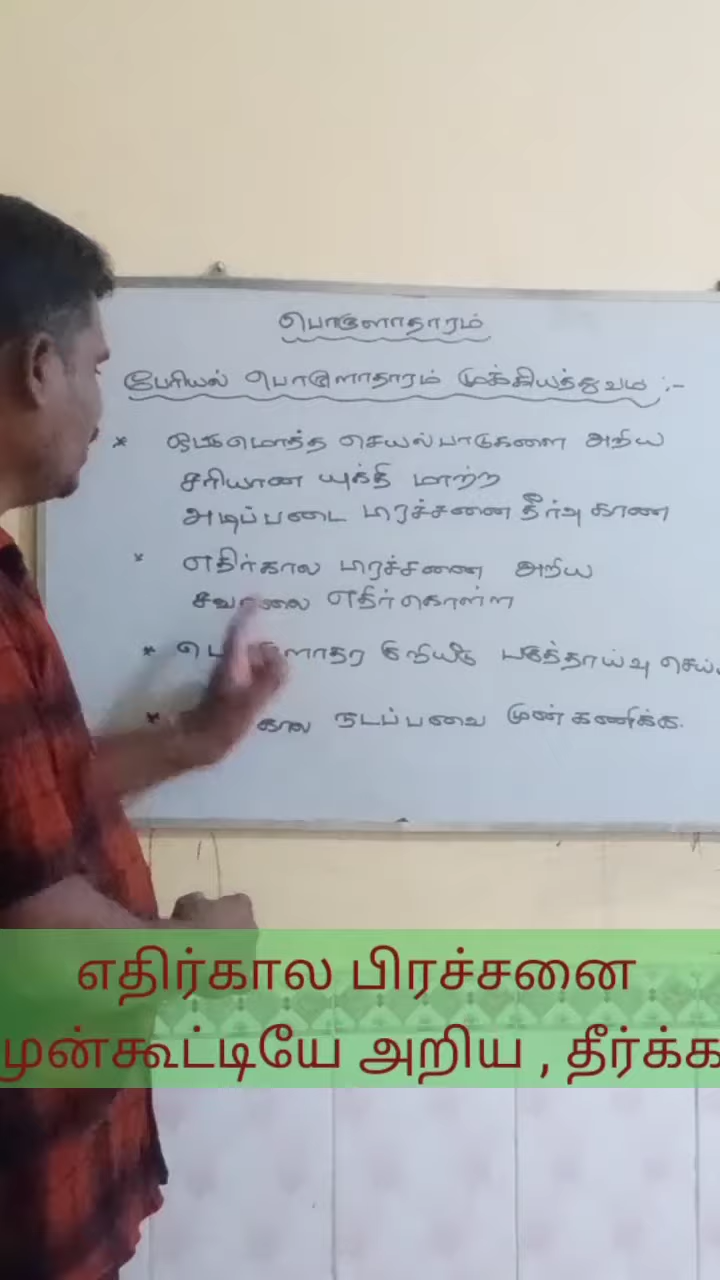 பொருளாதாரம்
பேரியல் பொருளாதாரம் முக்கியத்துவம் :-
* ஒட்டுமொத்த செயல்பாடுகளை அறிய
சரியான யுக்தி மாற்ற
அடிப்படை பிரச்சனை தீர்வு காண
* எதிர்கால பிரச்சனை அறிய
சவாலை எதிர்கொள்ள
* குறியீடு பகுத்தாய்வு
* கால நடப்பவை முன் கணிக்க.
எதிர்கால பிரச்சனை
முன்கூட்டியே அறிய , தீர்க்க